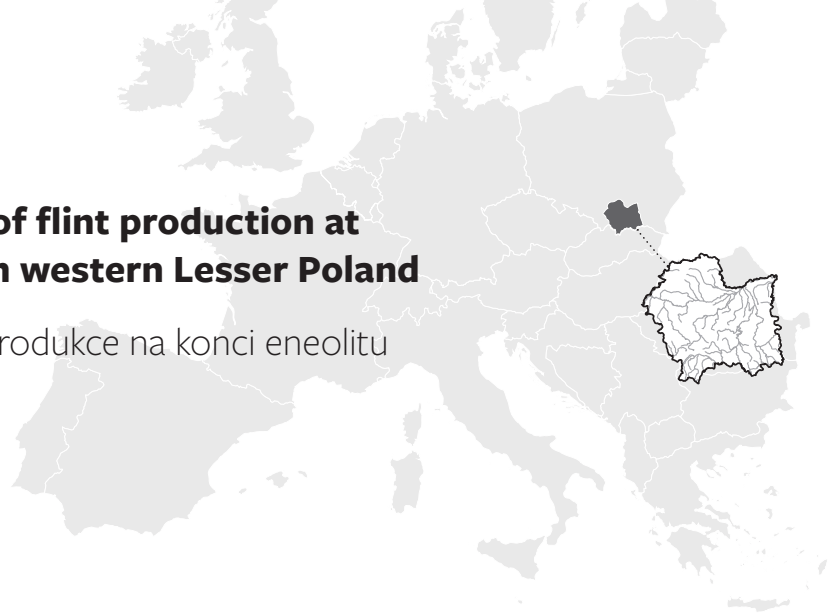 of flint production at
western Lesser Poland
rodukce na konci eneolitu